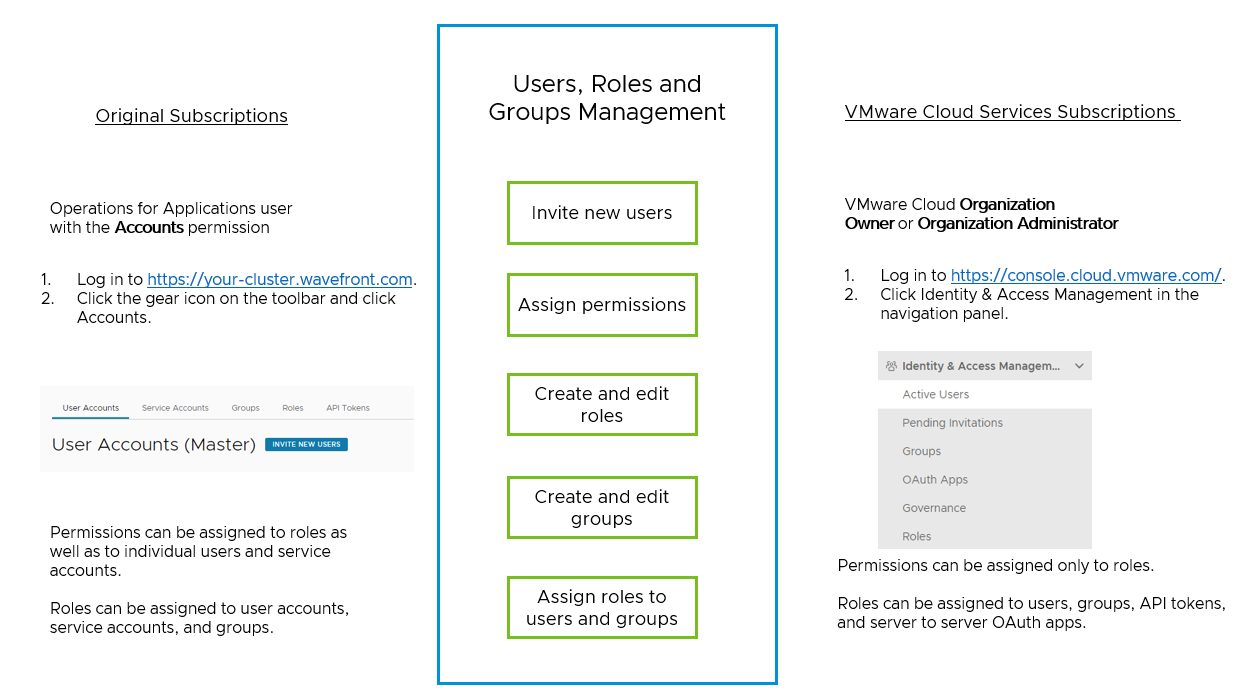 Original Subscriptions
Operations for Applications user
with the Accounts permission
1. Log in to https://your-cluster.wavefront.com.
2. Click the gear icon on the toolbar and click
Accounts.
User Accounts Service Accounts Groups Roles API Tokens
User Accounts (Master) INVITE NEW USERS
Permissions can be assigned to roles as
well as to individual users and service
accounts.
Roles can be assigned to user accounts,
service accounts, and groups.
Users, Roles and
Groups Management
Invite new users
Assign permissions
Create and edit
roles
Create and edit
groups
Assign roles to
users and groups
VMware Cloud Services Subscriptions
VMware Cloud Organization
Owner or Organization Administrator
1. Log in to https://console.cloud.vmware.com/.
2. Click Identity & Access Management in the
navigation panel.
Identity & Access Managem...
Active Users
Pending Invitations
Groups
OAuth Apps
Governance
Roles
Permissions can be assigned only to roles.
Roles can be assigned to users, groups, API tokens,
and server to server OAuth apps.